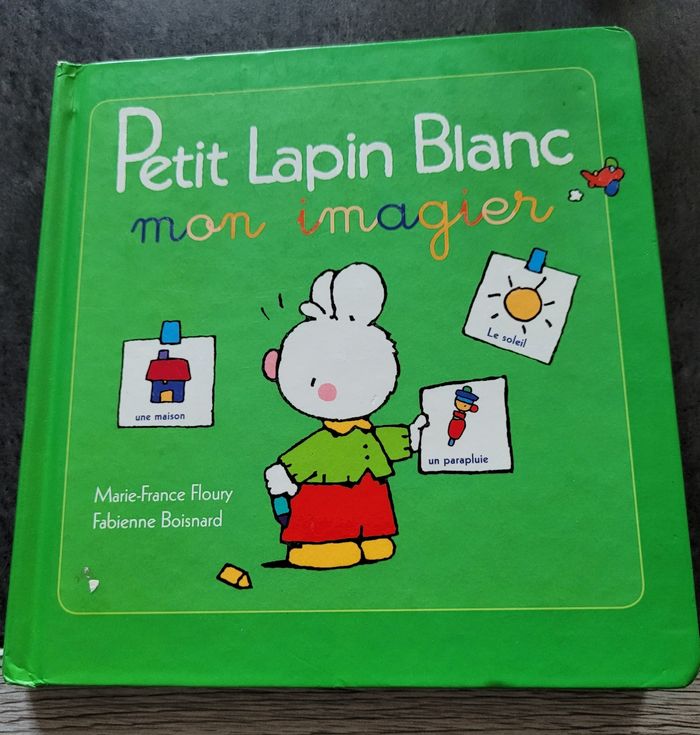 Petit Lapin Blanc
mon imagier
Le soleil
une maison
un parapluie
Marie-France Floury
Fabienne Boisnard